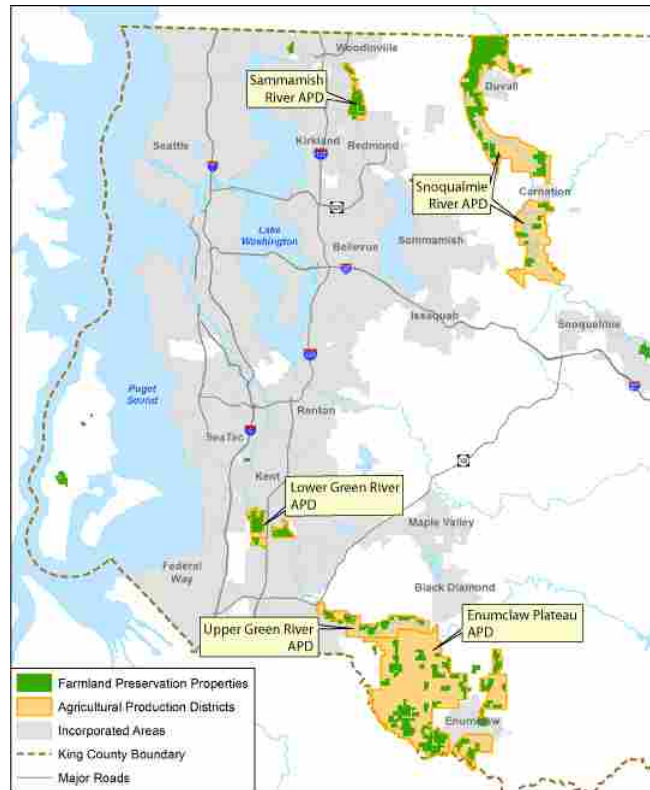 Woodinville
Sammamish
River APD
Duvall
Seattle
Kirkland
Redmond
Snoqualmie
River APD
Carnation
Lake
Washington
Bellevue
Sammamish
Issaquah
Snoqualmie
Puget
Sound
Renton
SeaTac
Kent
Lower Green River
APD
Maple Valley
Federal
Way
Black Diamond
Upper Green River
APD
Enumclaw Plateau
APD
Enumclaw
Farmland Preservation Properties
Agricultural Production Districts
Incorporated Areas
King County Boundary
Major Roads